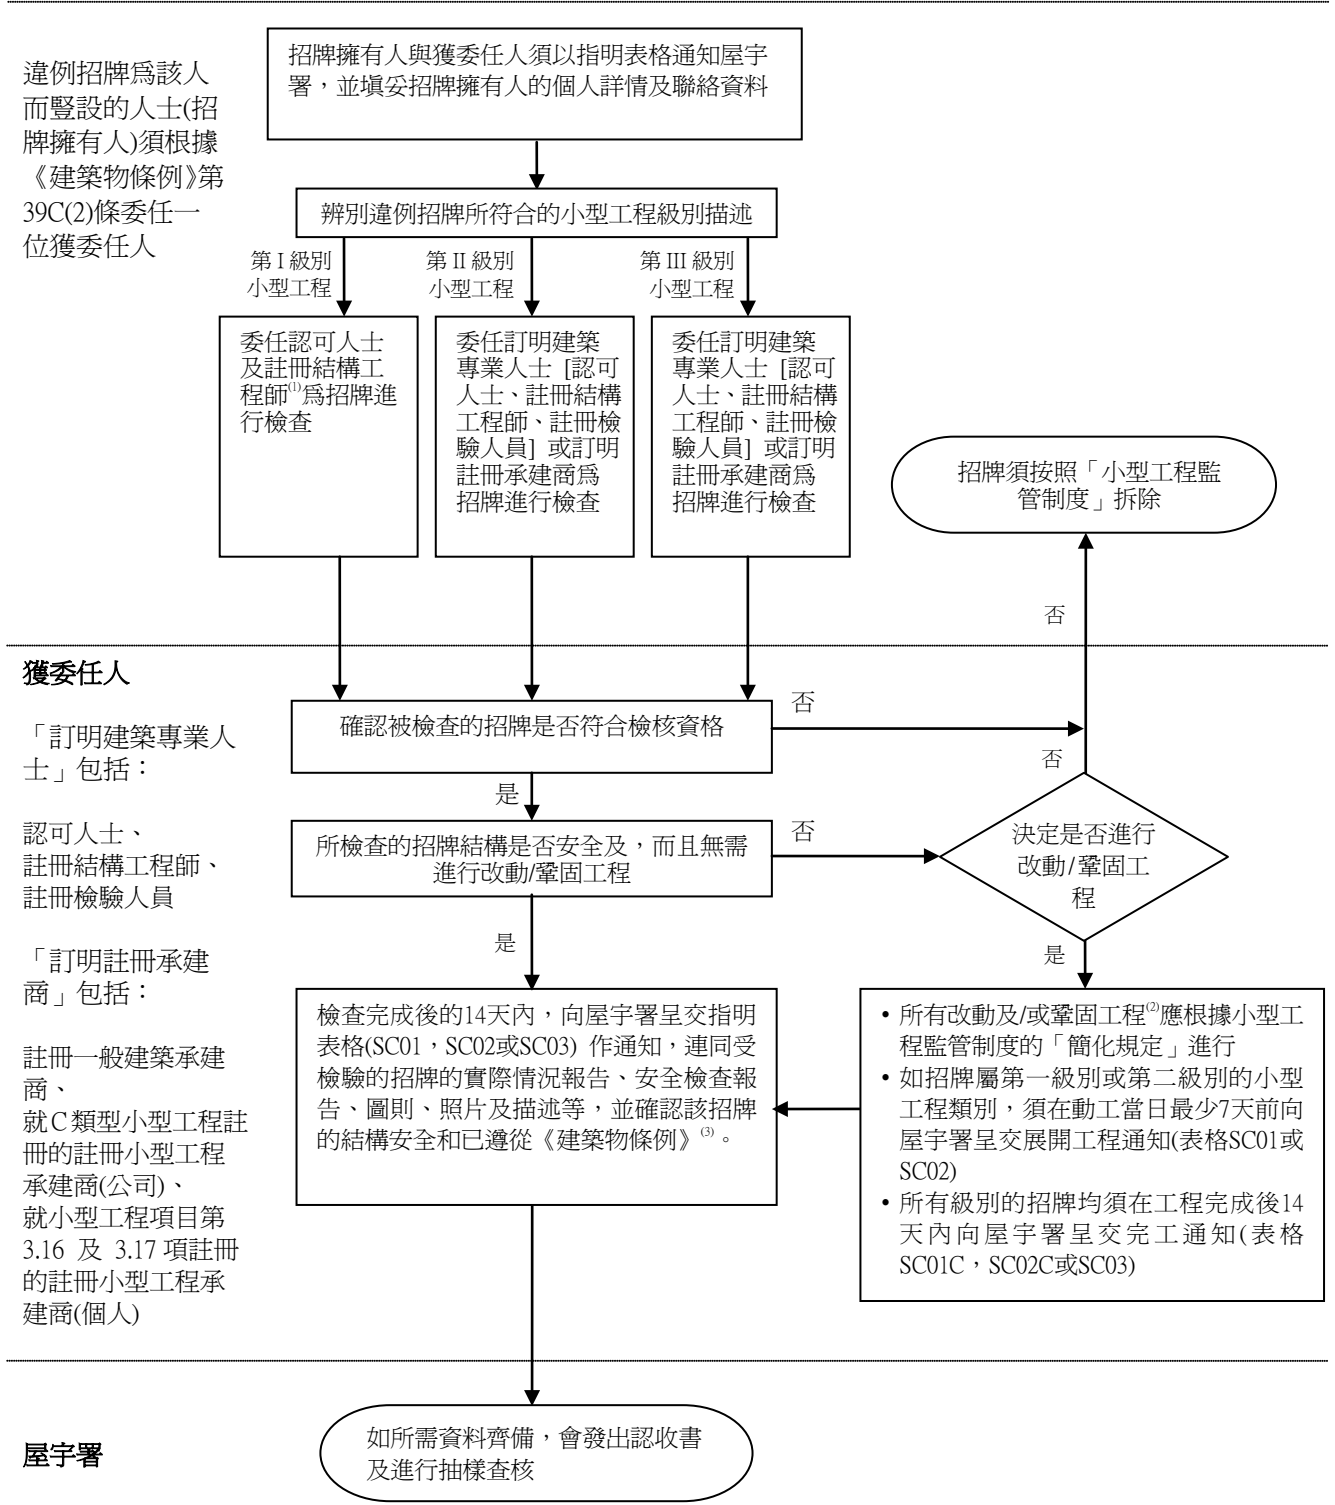 違例招牌為該人
而豎設的人士(招
牌擁有人)須根據
《建築物條例》第
39C(2)條委任一
位獲委任人
招牌擁有人與獲委任人須以指明表格通知屋宇
署，並填妥招牌擁有人的個人詳情及聯絡資料
辨別違例招牌所符合的小型工程級別描述
第 I 級別
小型工程
第 II 級別
小型工程
第 III 級別
小型工程
委任認可人士
及註冊結構工
程師(1)為招牌進
行檢查
委任訂明建築
專業人士 [認可
人士、註冊結構
工程師、註冊檢
驗人員] 或訂明
註冊承建商為
招牌進行檢查
委任訂明建築
專業人士 [認可
人士、註冊結構
工程師、註冊檢
驗人員] 或訂明
註冊承建商為
招牌進行檢查
招牌須按照「小型工程監
管制度」拆除
否
獲委任人
「訂明建築專業人
士」包括：
認可人士、
註冊結構工程師、
註冊檢驗人員
「訂明註冊承建
商」包括：
註冊一般建築承建
商、
就C類型小型工程註
冊的註冊小型工程
承建商(公司)、
就小型工程項目第
3.16 及 3.17 項註冊
的註冊小型工程承
建商(個人)
確認被檢查的招牌是否符合檢核資格
否
是
所檢查的招牌結構是否安全及，而且無需
進行改動/鞏固工程
否
是
否
決定是否進行
改動/鞏固工
程
是
檢查完成後的14天內，向屋宇署呈交指明
表格(SC01，SC02或SC03) 作通知，連同受
檢驗的招牌的實際情況報告、安全檢查報
告、圖則、照片及描述等，並確認該招牌
的結構安全和已遵從《建築物條例》(3)。
• 所有改動及/或鞏固工程(2)應根據小型工
程監管制度的「簡化規定」進行
• 如招牌屬第一級別或第二級別的小型
工程類別，須在動工當日最少7天前向
屋宇署呈交展開工程通知(表格SC01或
SC02)
• 所有級別的招牌均須在工程完成後14
天內向屋宇署呈交完工通知(表格
SC01C，SC02C或SC03)
屋宇署
如所需資料齊備，會發出認收書
及進行抽樣查核